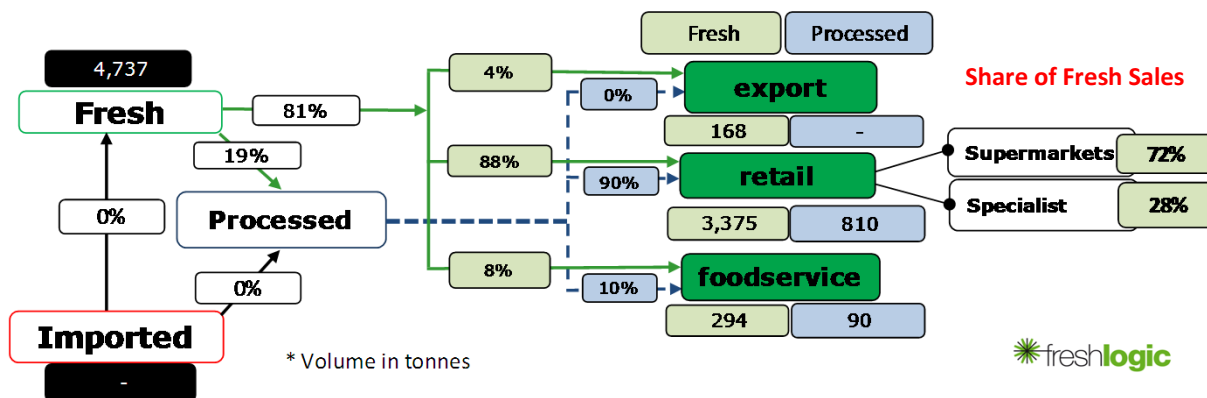 Fresh
Processed
4,737
Fresh
81%
19%
0%
Processed
0%
Imported
-
4%
0%
export
168
-
Share of Fresh Sales
88%
90%
retail
3,375
810
Supermarkets
72%
Specialist
28%
8%
10%
foodservice
294
90
* Volume in tonnes
freshlogic